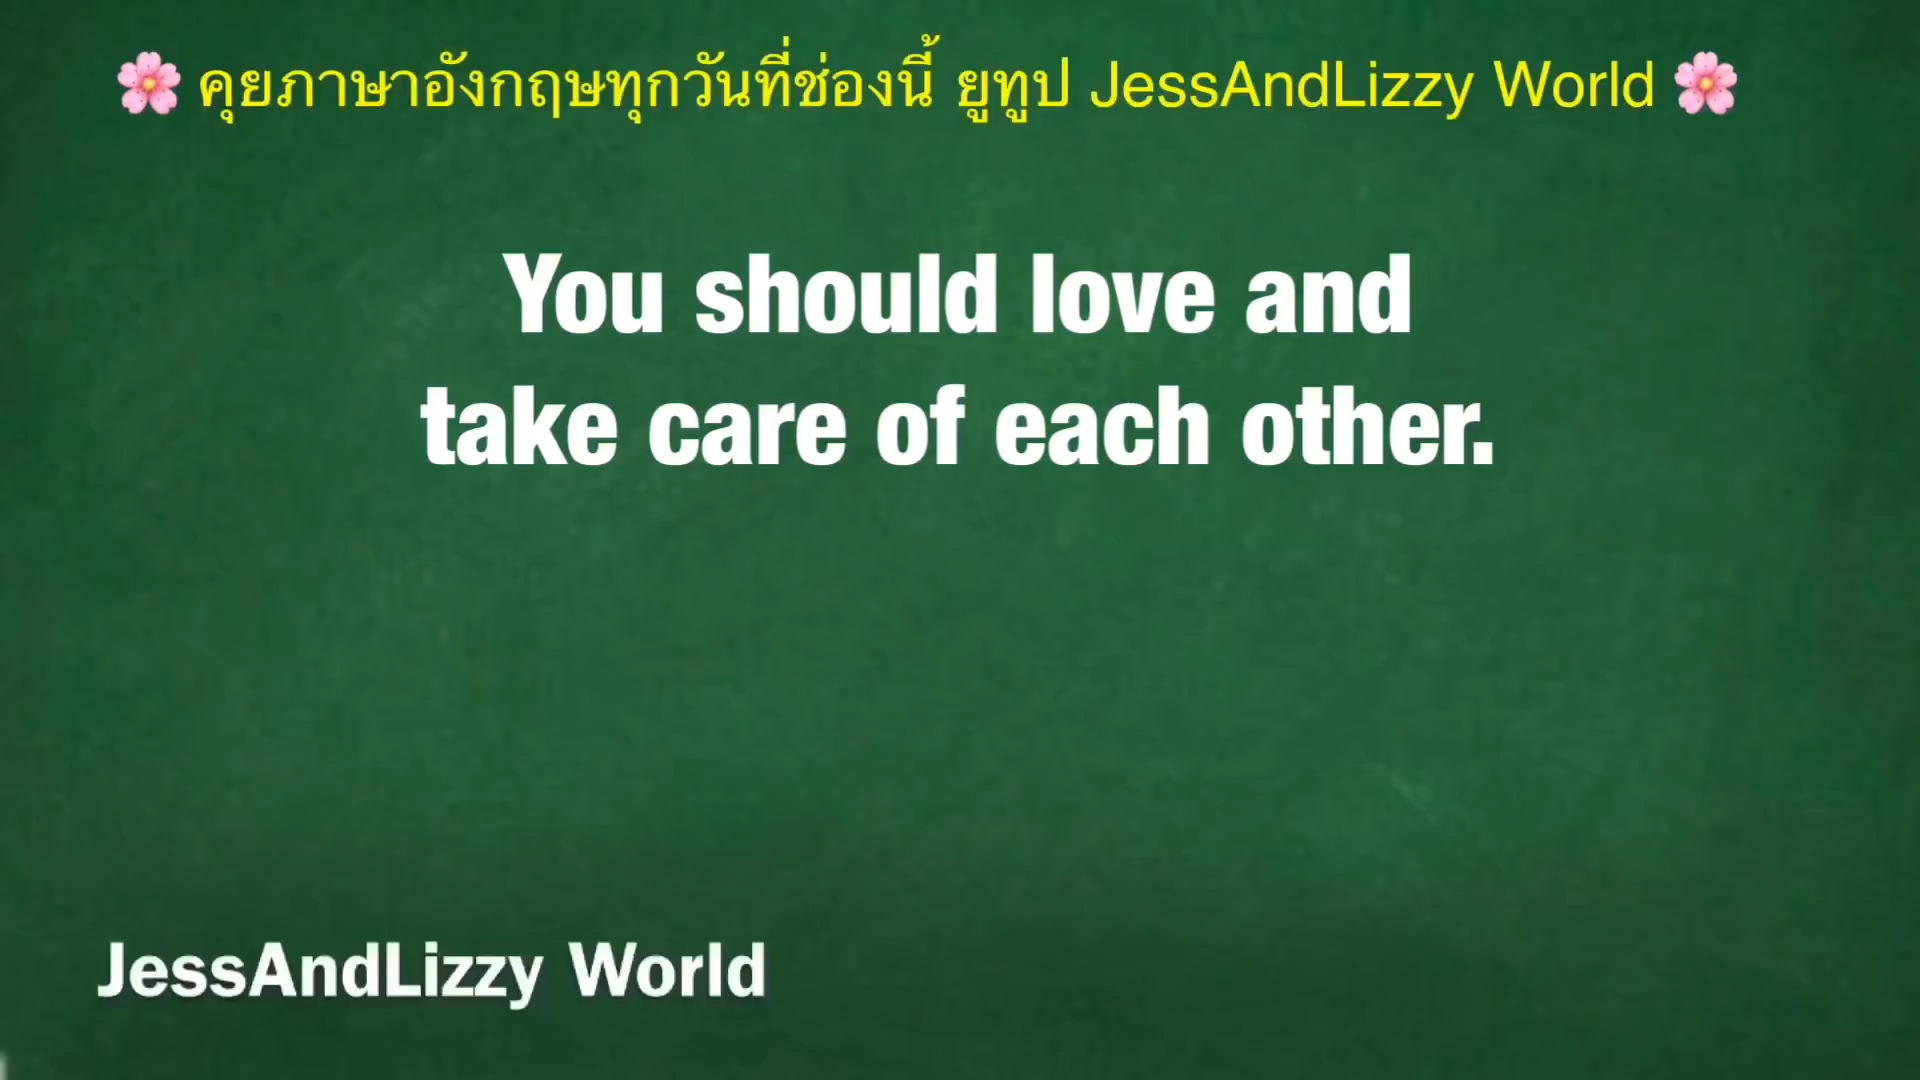 🌸 คุยภาษาอังกฤษทุกวันที่ช่องนี้ ยูทูป JessAndLizzy World 🌸
You should love and
take care of each other.
JessAndLizzy World